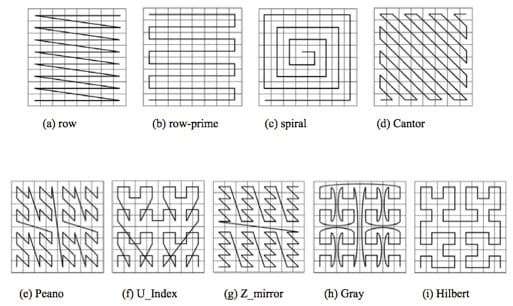 (a) row (b) row-prime (c) spiral (d) Cantor
(e) Peano (f) U_Index (g) Z_mirror (h) Gray (i) Hilbert